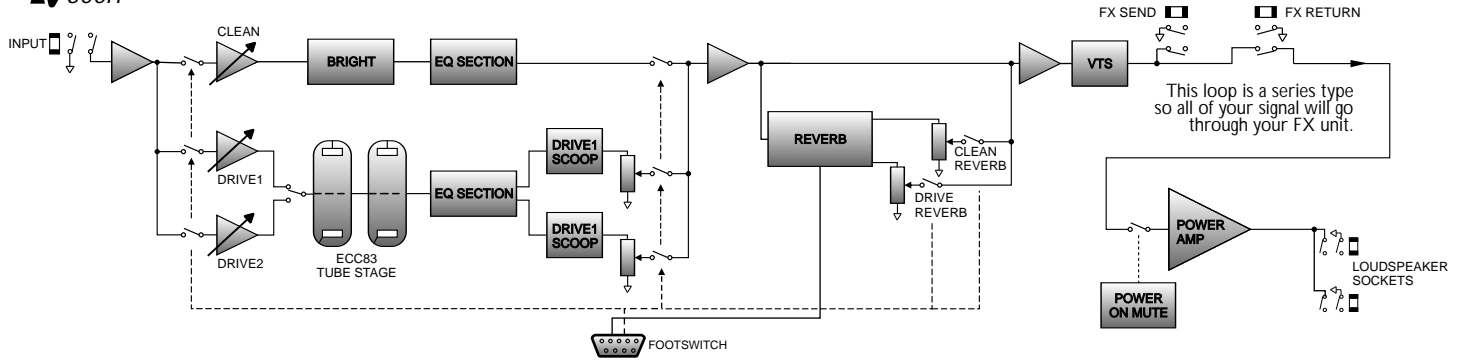 INPUT
CLEAN
BRIGHT
EQ SECTION
FX SEND
FX RETURN
VTS
This loop is a series type
so all of your signal will go
through your FX unit.
DRIVE1
DRIVE2
ECC83
TUBE STAGE
EQ SECTION
DRIVE1
SCOOP
DRIVE1
SCOOP
REVERB
CLEAN
REVERB
DRIVE
REVERB
POWER
AMP
POWER
ON MUTE
LOUDSPEAKER
SOCKETS
FOOTSWITCH